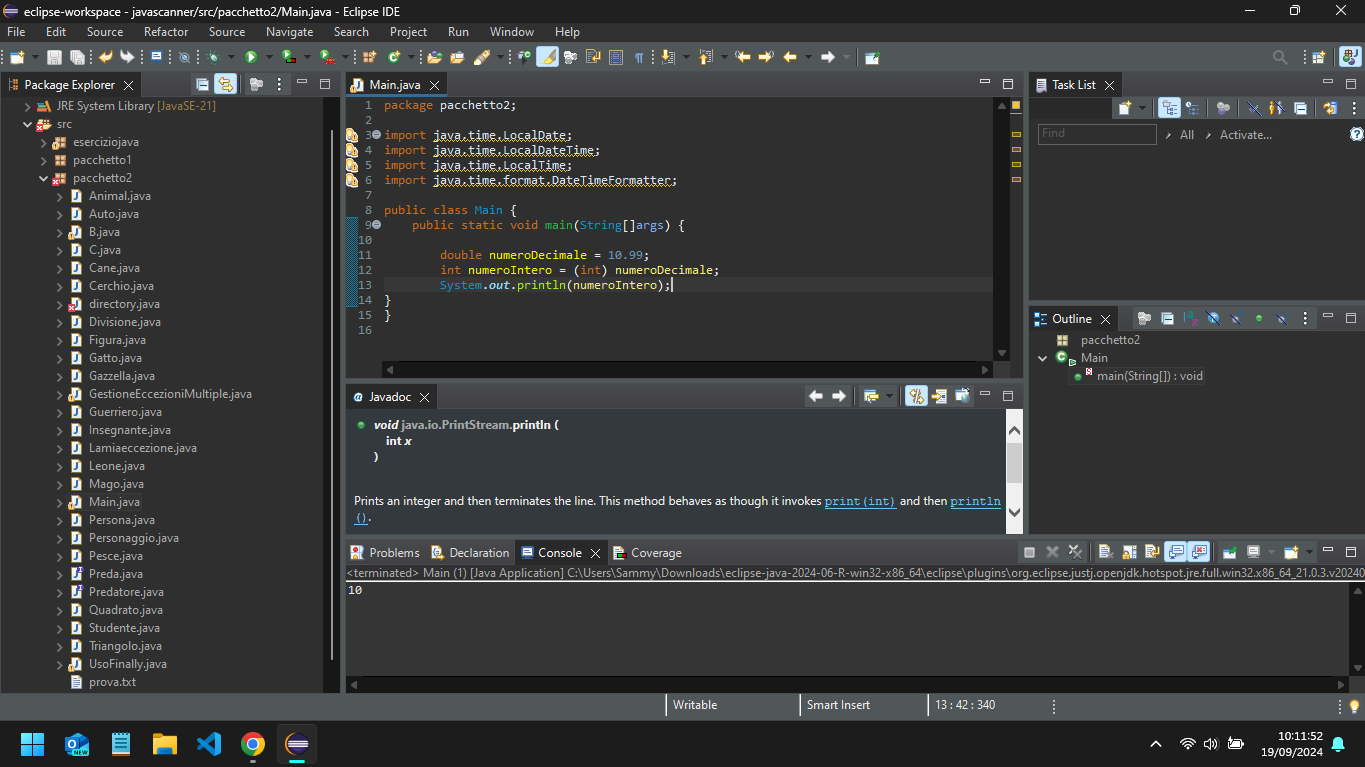 eclipse-workspace - javascanner/src/pacchetto2/Main.java - Eclipse IDE
File Edit Source Refactor Source Navigate Search Project Run Window Help
Package Explorer
JRE System Library [JavaSE-21]
src
eserciziojava
pacchetto1
pacchetto2
Animal.java
Auto.java
B.java
C.java
Cane.java
Cerchio.java
directory.java
Divisione.java
Figura.java
Gatto.java
Gazzella.java
GestioneEccezioniMultiple.java
Guerriero.java
Insegnante.java
Lamiaeccezione.java
Leone.java
Mago.java
Main.java
Persona.java
Personaggio.java
Pesce.java
Preda.java
Predatore.java
Quadrato.java
Studente.java
Triangolo.java
UsoFinally.java
prova.txt
Main.java
1 package pacchetto2;
2
3 import java.time.LocalDate;
4 import java.time.LocalDateTime;
5 import java.time.LocalTime;
6 import java.time.format.DateTimeFormatter;
7
8 public class Main {
9 public static void main(String[]args) {
10
11 double numeroDecimale = 10.99;
12 int numeroIntero = (int) numeroDecimale;
13 System.out.println(numeroIntero);
14 }
15 }
16
Javadoc
void java.io.PrintStream.println (
int x
)
Prints an integer and then terminates the line. This method behaves as though it invokes print(int) and then println
().
Problems Declaration Console Coverage
<terminated> Main (1) [Java Application] C:\Users\Sammy\Downloads\eclipse-java-2024-06-R-win32-x86_64\eclipse\plugins\org.eclipse.justj.openjdk.hotspot.jre.full.win32.x86_64_21.0.3.v20240
10
Task List
Find All Activate...
Outline
pacchetto2
Main
main(String[]) : void
Writable Smart Insert 13 : 42 : 340
10:11:52
19/09/2024